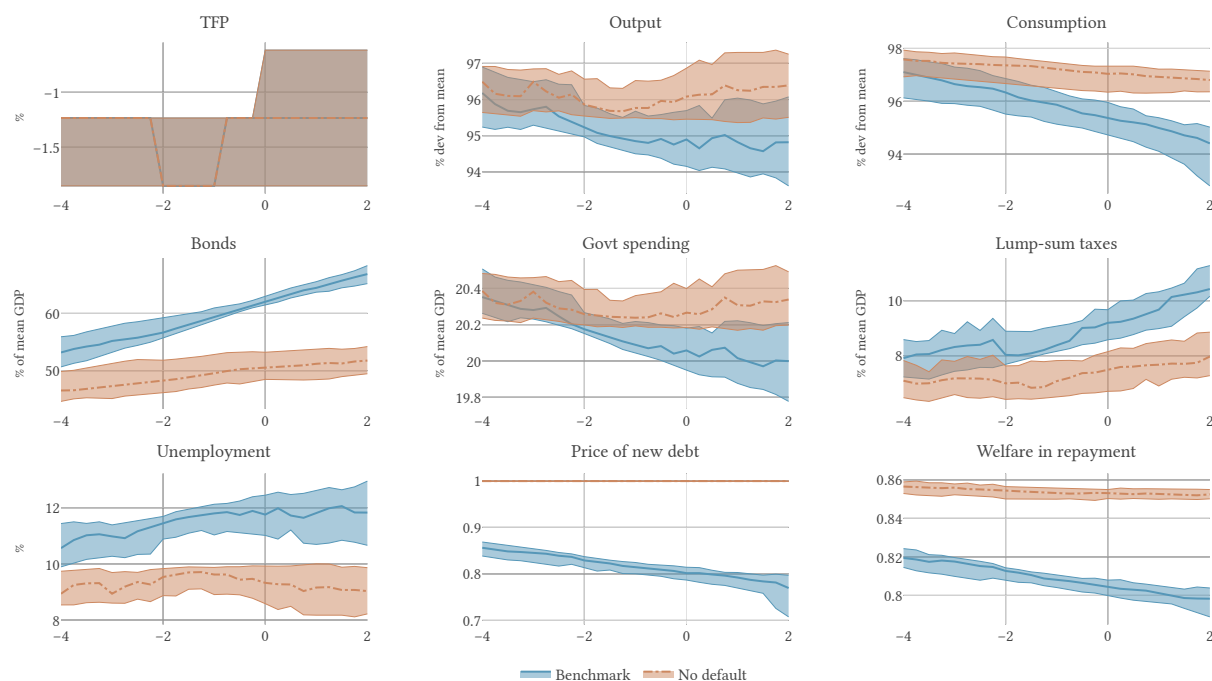 TFP
%
−1
−1.5
−4 −2 0 2
Output
% dev from mean
97
96
95
94
−4 −2 0 2
Consumption
% dev from mean
98
96
94
−4 −2 0 2
Bonds
% of mean GDP
60
50
−4 −2 0 2
Govt spending
% of mean GDP
20.4
20.2
20
19.8
−4 −2 0 2
Lump-sum taxes
% of mean GDP
10
8
−4 −2 0 2
Unemployment
%
12
10
8
−4 −2 0 2
Price of new debt
1
0.9
0.8
0.7
−4 −2 0 2
Welfare in repayment
0.86
0.84
0.82
0.8
−4 −2 0 2
Benchmark No default